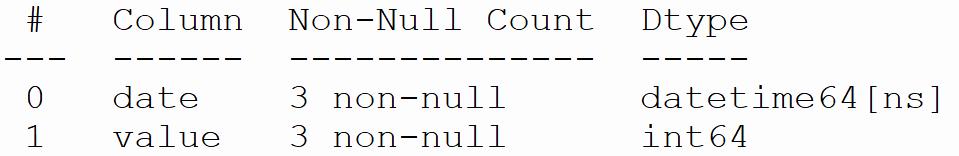 #   Column  Non-Null Count  Dtype
---  ------  --------------  -----
0   date    3 non-null      datetime64[ns]
1   value   3 non-null      int64